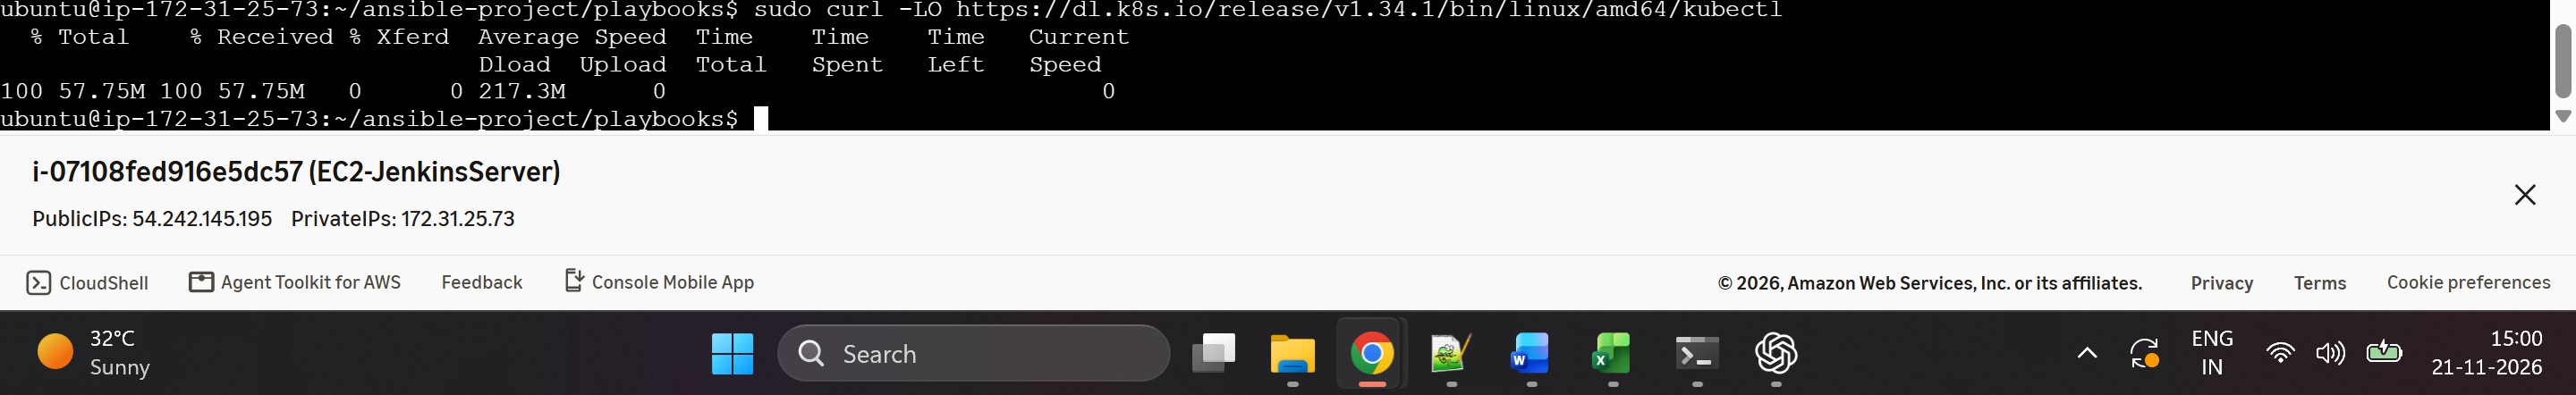 ubuntu@ip-172-31-25-73:~/ansible-project/playbooks$ sudo curl -LO https://dl.k8s.io/release/v1.34.1/bin/linux/amd64/kubectl
% Total % Received % Xferd Average Speed Time Time Time Current
Dload Upload Total Spent Left Speed
100 57.75M 100 57.75M 0 0 217.3M 0 0
ubuntu@ip-172-31-25-73:~/ansible-project/playbooks$
i-07108fed916e5dc57 (EC2-JenkinsServer)
PublicIPs: 54.242.145.195 PrivateIPs: 172.31.25.73
CloudShell Agent Toolkit for AWS Feedback Console Mobile App © 2026, Amazon Web Services, Inc. or its affiliates. Privacy Terms Cookie preferences
32°C
Sunny
Search
W
X
ENG
IN
15:00
21-11-2026